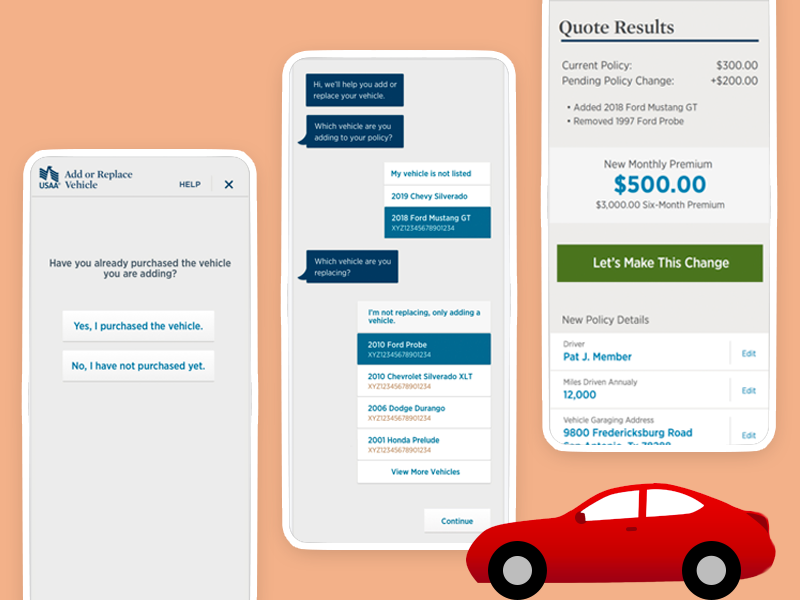 USAA®
Add or Replace
Vehicle
HELP
Have you already purchased the vehicle
you are adding?
Yes, I purchased the vehicle.
No, I have not purchased yet.
Hi, we'll help you add or
replace your vehicle.
Which vehicle are you
adding to your policy?
My vehicle is not listed
2019 Chevy Silverado
2018 Ford Mustang GT
XYZ12345678901234
Which vehicle are you
replacing?
I'm not replacing, only adding a
vehicle.
2010 Ford Probe
XYZ12345678901234
2010 Chevrolet Silverado XLT
XYZ12345678901234
2006 Dodge Durango
XYZ12345678901234
2001 Honda Prelude
XYZ12345678901234
View More Vehicles
Continue
Quote Results
Current Policy: $300.00
Pending Policy Change: +$200.00
• Added 2018 Ford Mustang GT
• Removed 1997 Ford Probe
New Monthly Premium
$500.00
$3,000.00 Six-Month Premium
Let's Make This Change
New Policy Details
Driver
Pat J. Member
Edit
Miles Driven Annualy
12,000
Edit
Vehicle Garaging Address
9800 Fredericksburg Road
Edit
San Antonio, Tx